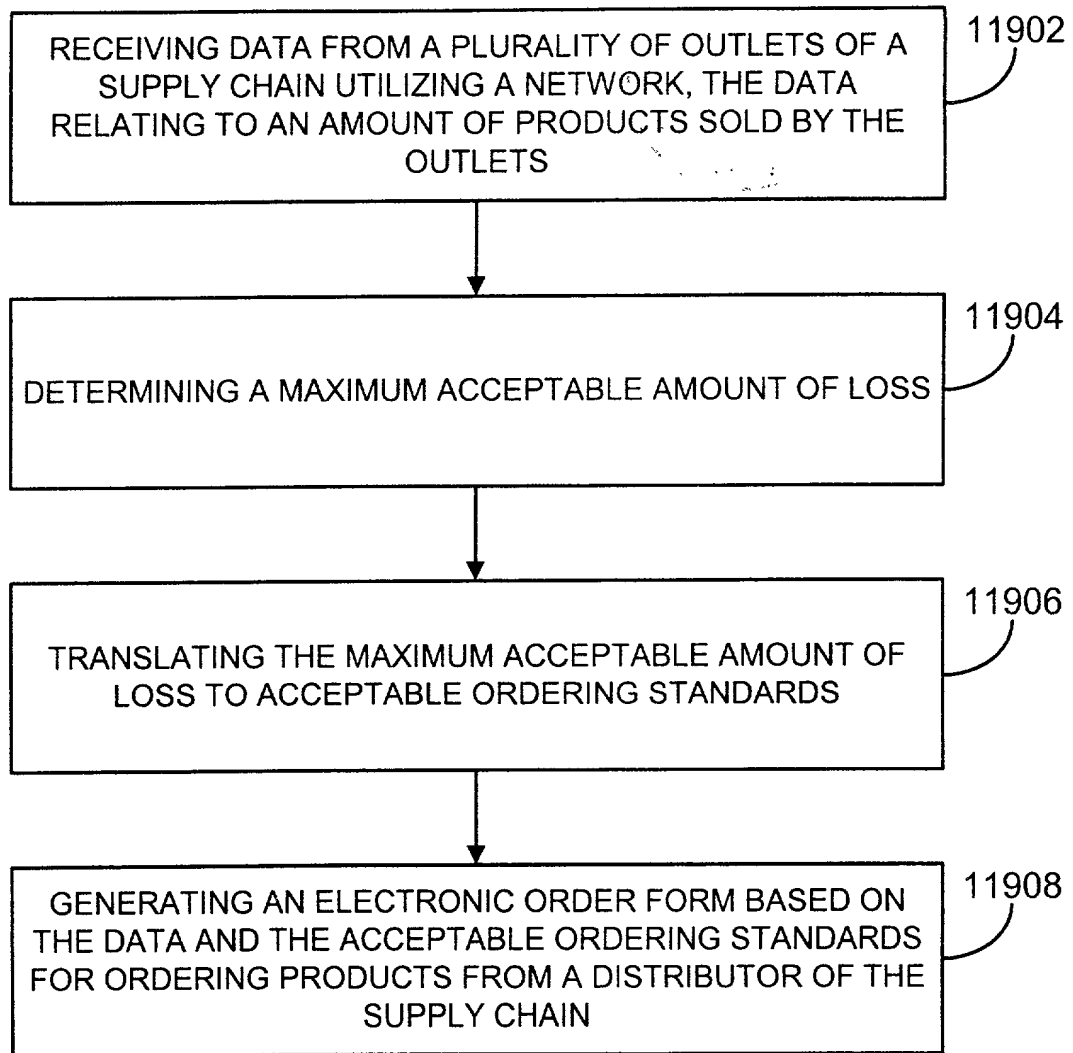 RECEIVING DATA FROM A PLURALITY OF OUTLETS OF A
SUPPLY CHAIN UTILIZING A NETWORK, THE DATA
RELATING TO AN AMOUNT OF PRODUCTS SOLD BY THE
OUTLETS
11902
DETERMINING A MAXIMUM ACCEPTABLE AMOUNT OF LOSS
11904
TRANSLATING THE MAXIMUM ACCEPTABLE AMOUNT OF
LOSS TO ACCEPTABLE ORDERING STANDARDS
11906
GENERATING AN ELECTRONIC ORDER FORM BASED ON
THE DATA AND THE ACCEPTABLE ORDERING STANDARDS
FOR ORDERING PRODUCTS FROM A DISTRIBUTOR OF THE
SUPPLY CHAIN
11908